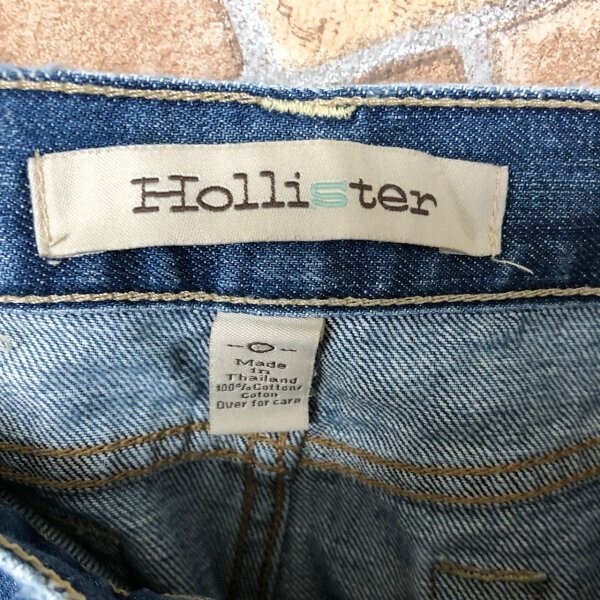 Hollister
-0-
Made
in
Thailand
100%Cotton/
Coton
Over for care